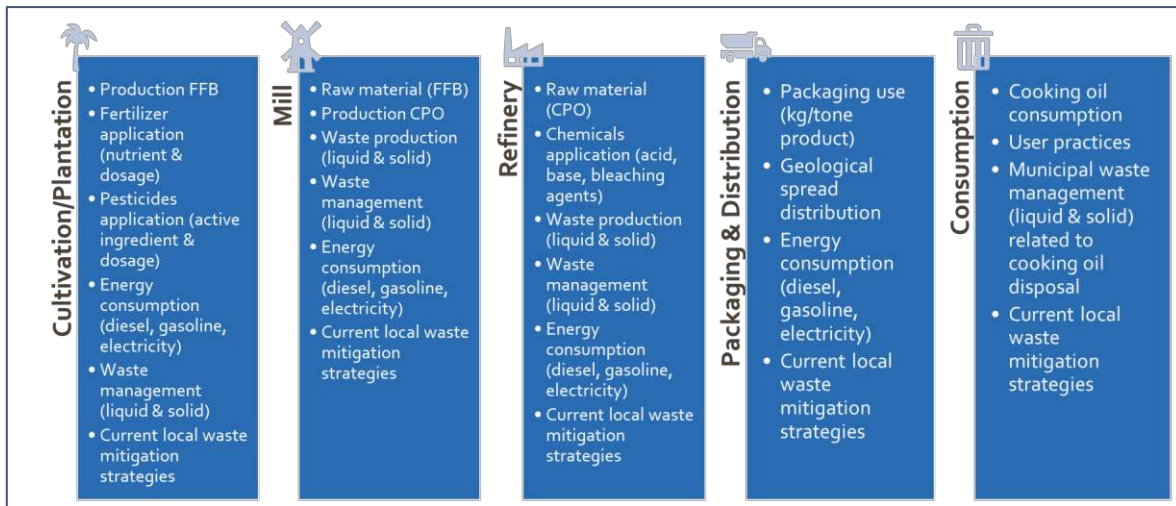 Cultivation/Plantation
• Production FFB
• Fertilizer
application
(nutrient &
dosage)
• Pesticides
application (active
ingredient &
dosage)
• Energy
consumption
(diesel, gasoline,
electricity)
• Waste
management
(liquid & solid)
• Current local waste
mitigation
strategies
Mill
• Raw material (FFB)
• Production CPO
• Waste production
(liquid & solid)
• Waste
management
(liquid & solid)
• Energy
consumption
(diesel, gasoline,
electricity)
• Current local waste
mitigation
strategies
Refinery
• Raw material
(CPO)
• Chemicals
application (acid,
base, bleaching
agents)
• Waste production
(liquid & solid)
• Waste
management
(liquid & solid)
• Energy
consumption
(diesel, gasoline,
electricity)
• Current local waste
mitigation
strategies
Packaging & Distribution
• Packaging use
(kg/tone
product)
• Geological
spread
distribution
• Energy
consumption
(diesel,
gasoline,
electricity)
• Current local
waste
mitigation
strategies
Consumption
• Cooking oil
consumption
• User practices
• Municipal waste
management
(liquid & solid)
related to
cooking oil
disposal
• Current local
waste
mitigation
strategies